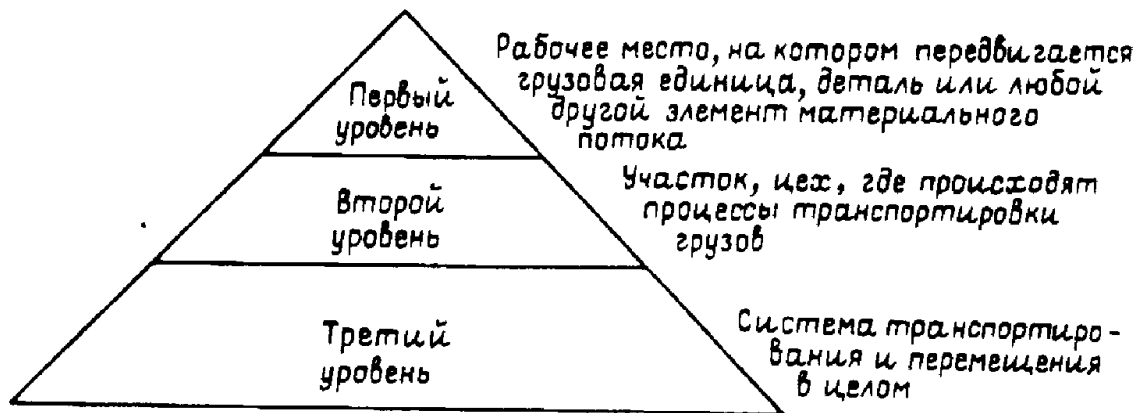 Рабочее место, на котором передвигается
грузовая единица, деталь или любой
другой элемент материального
потока
Первый
уровень
Участок, цех, где происходят
процессы транспортировки
грузов
Второй
уровень
Система транспортиро-
вания и перемещения
в целом
Третий
уровень